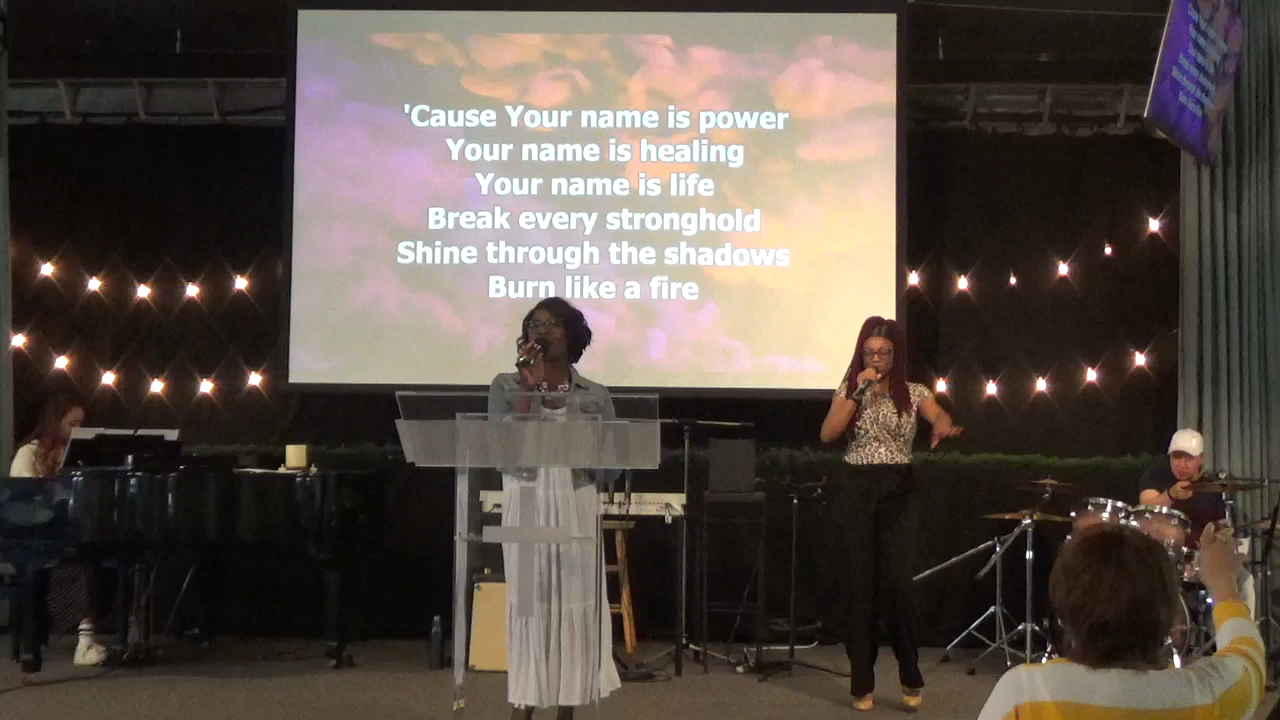 'Cause Your name is power
Your name is healing
Your name is life
Break every stronghold
Shine through the shadows
Burn like a fire